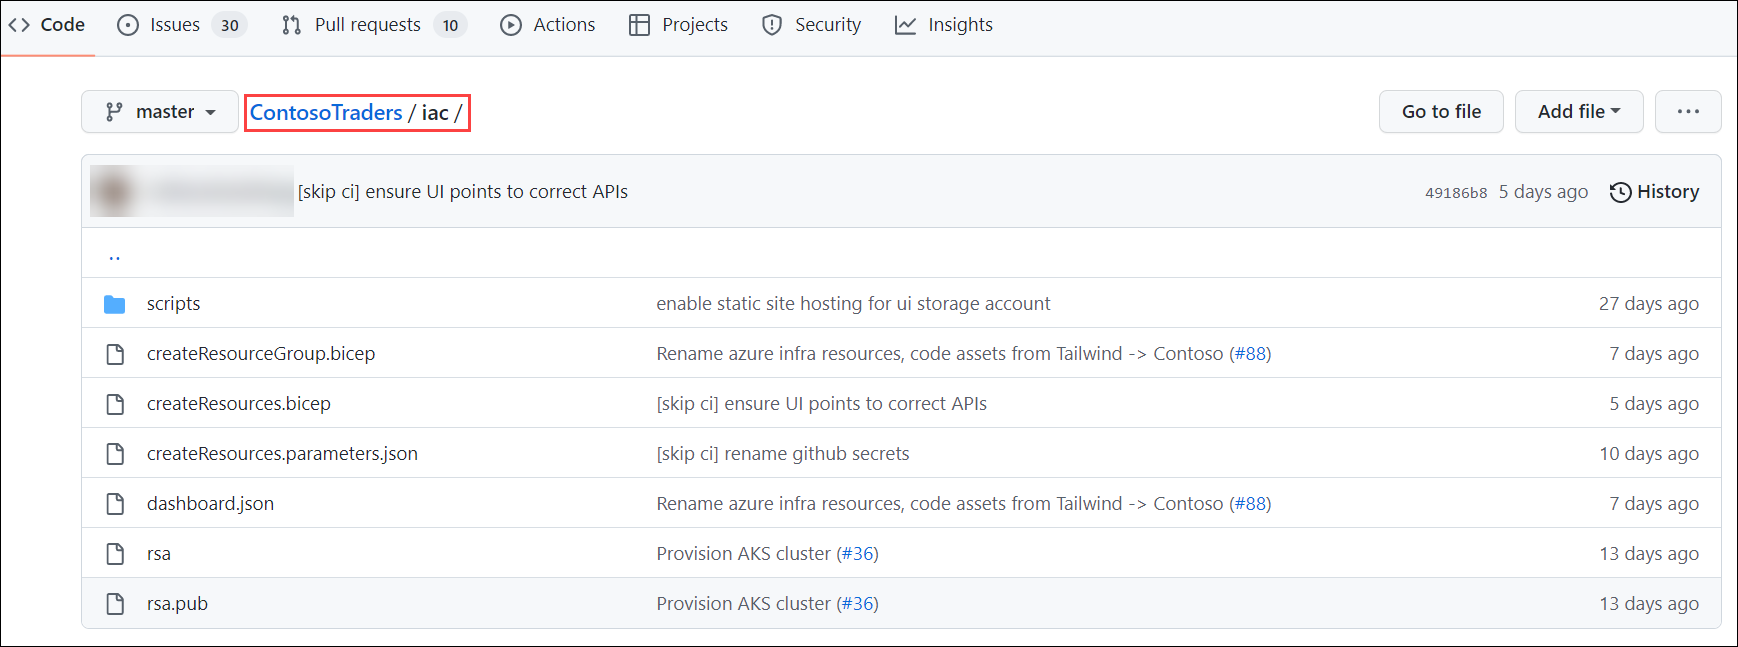 Code Issues 30 Pull requests 10 Actions Projects Security Insights
master ContosoTraders / iac / Go to file Add file ...
[skip ci] ensure UI points to correct APIs 49186b8 5 days ago History
..
scripts enable static site hosting for ui storage account 27 days ago
createResourceGroup.bicep Rename azure infra resources, code assets from Tailwind -> Contoso (#88) 7 days ago
createResources.bicep [skip ci] ensure UI points to correct APIs 5 days ago
createResources.parameters.json [skip ci] rename github secrets 10 days ago
dashboard.json Rename azure infra resources, code assets from Tailwind -> Contoso (#88) 7 days ago
rsa Provision AKS cluster (#36) 13 days ago
rsa.pub Provision AKS cluster (#36) 13 days ago